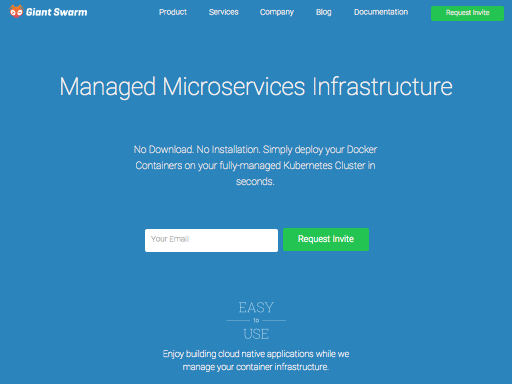 Giant Swarm
Product
Services
Company
Blog
Documentation
Request Invite
Managed Microservices Infrastructure
No Download. No Installation. Simply deploy your Docker
Containers on your fully-managed Kubernetes Cluster in
seconds.
Your Email
Request Invite
EASY
to
USE
Enjoy building cloud native applications while we
manage your container infrastructure.